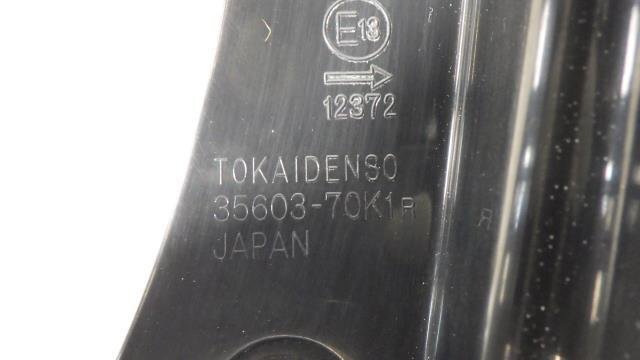 E13
12372
TOKAIDENSO
35603-70K1R
JAPAN
R